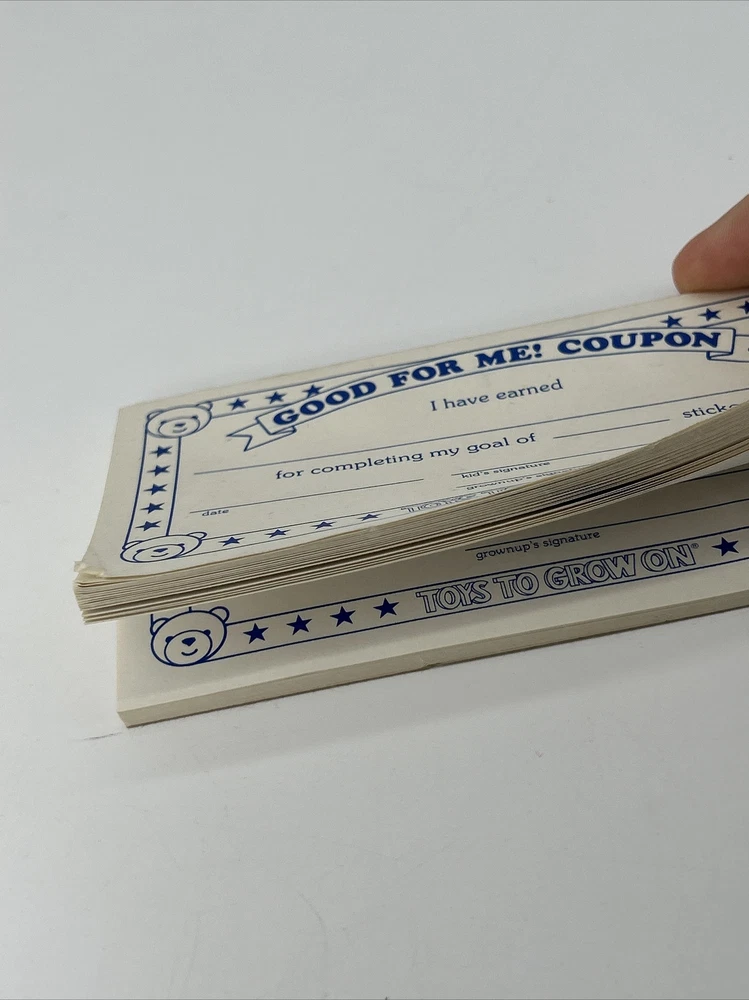 GOOD FOR ME! COUPON
I have earned
for completing my goal of
date
kid's signature
grownup's signature
TOYS TO GROW ON®